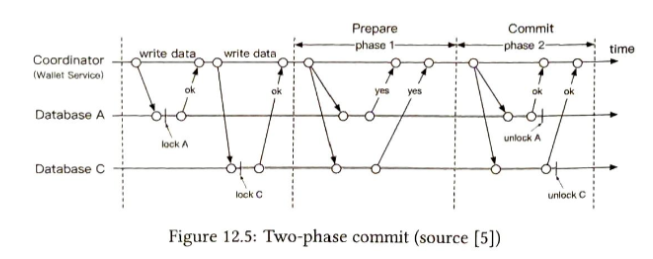 Prepare
Commit
phase 1
phase 2
time
Coordinator
(Wallet Service)
write data
write data
ok
ok
yes
yes
ok
ok
Database A
lock A
unlock A
Database C
lock C
unlock C
Figure 12.5: Two-phase commit (source [5])